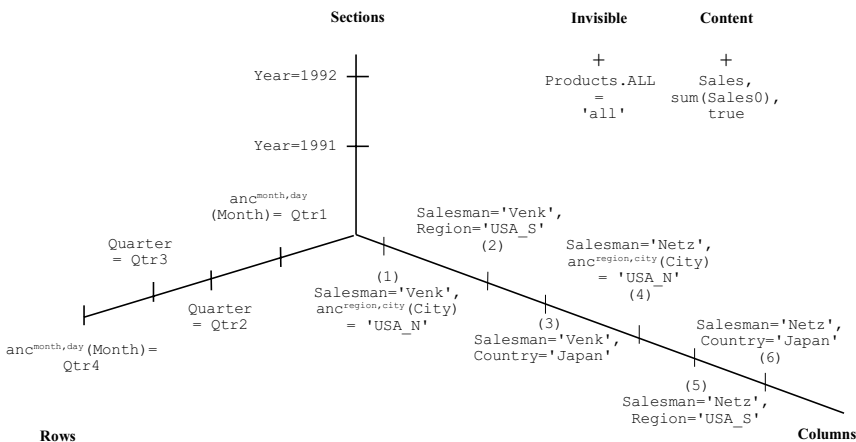 Sections
Invisible
Content
Year=1992
Products.ALL
=
'all'
Sales,
sum(Sales0),
true
Year=1991
anc^month,day
(Month)= Qtr1
Quarter
= Qtr3
Quarter
= Qtr2
anc^month,day(Month)=
Qtr4
(1)
Salesman='Venk',
anc^region,city(City)
= 'USA_N'
Salesman='Venk',
Region='USA_S'
(2)
(3)
Salesman='Venk',
Country='Japan'
Salesman='Netz',
anc^region,city(City)
= 'USA_N'
(4)
(5)
Salesman='Netz',
Region='USA_S'
Salesman='Netz',
Country='Japan'
(6)
Rows
Columns